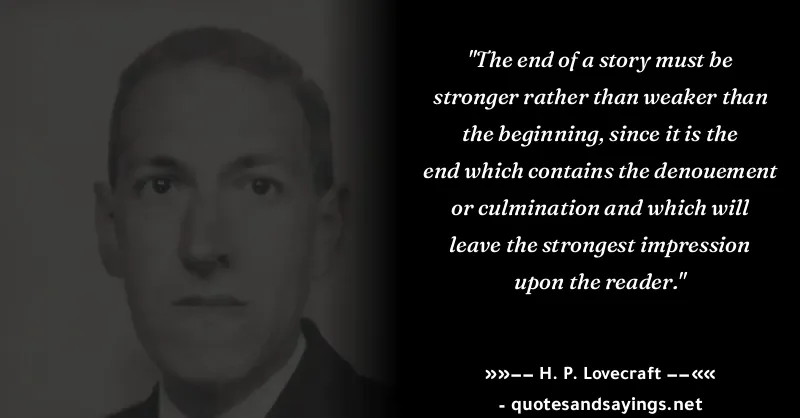 "The end of a story must be
stronger rather than weaker than
the beginning, since it is the
end which contains the denouement
or culmination and which will
leave the strongest impression
upon the reader."
»»–– H. P. Lovecraft ––««
- quotesandsayings.net